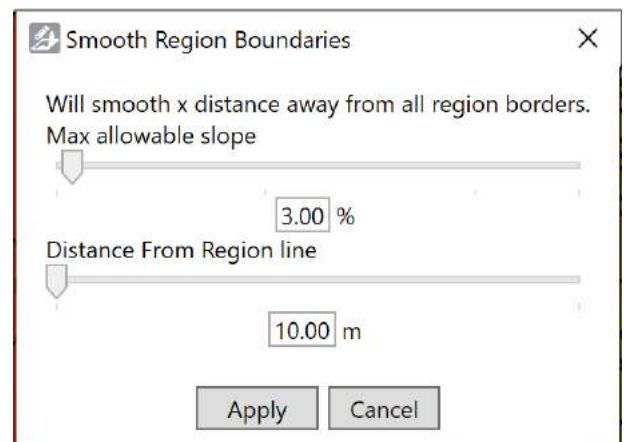 Smooth Region Boundaries
Will smooth x distance away from all region borders.
Max allowable slope
3.00 %
Distance From Region line
10.00 m
Apply Cancel